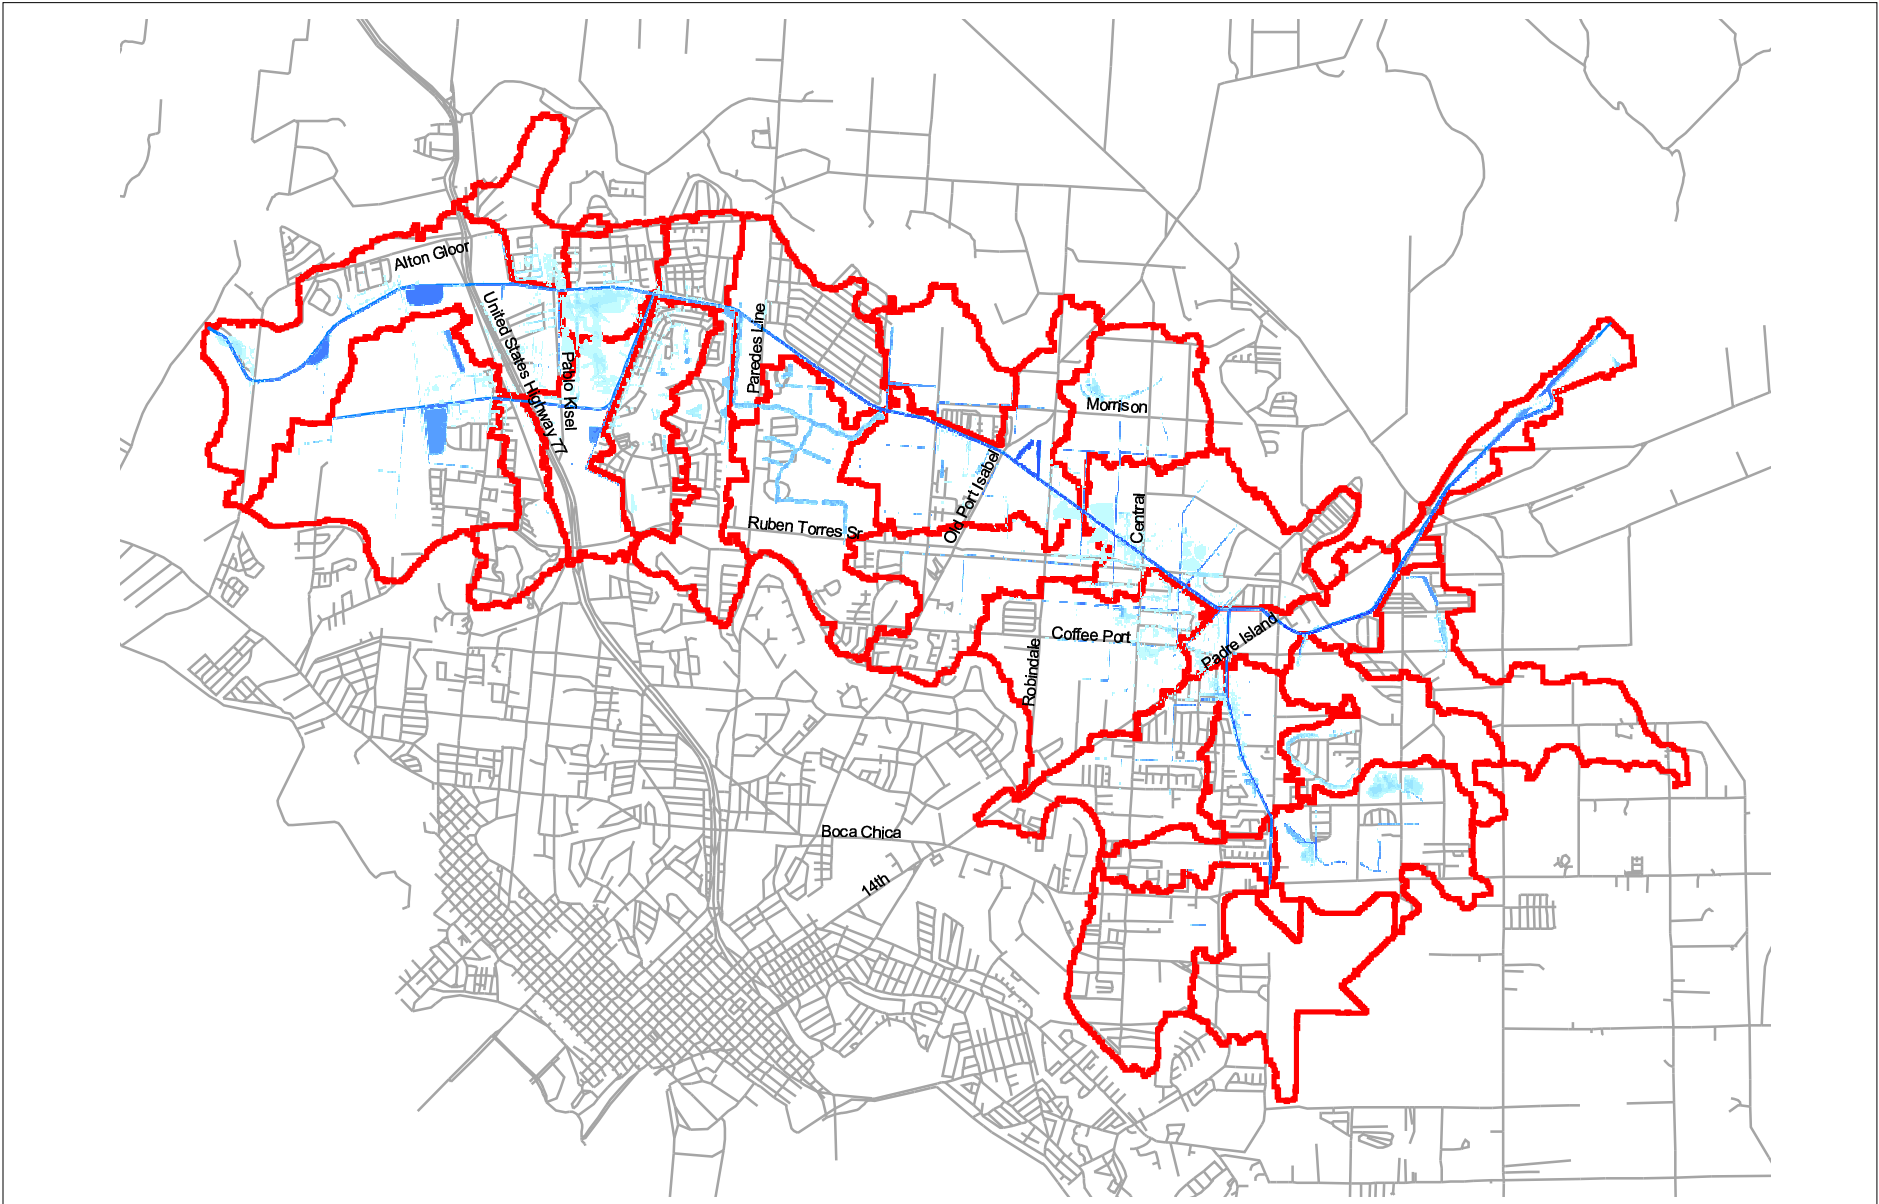 Alton Gloor
United States Highway 77
Pablo Kisel
Paredes Line
Morrison
Old Port Isabel
Central
Ruben Torres Sr
Coffee Port
Padre Island
Robindale
Boca Chica
14th